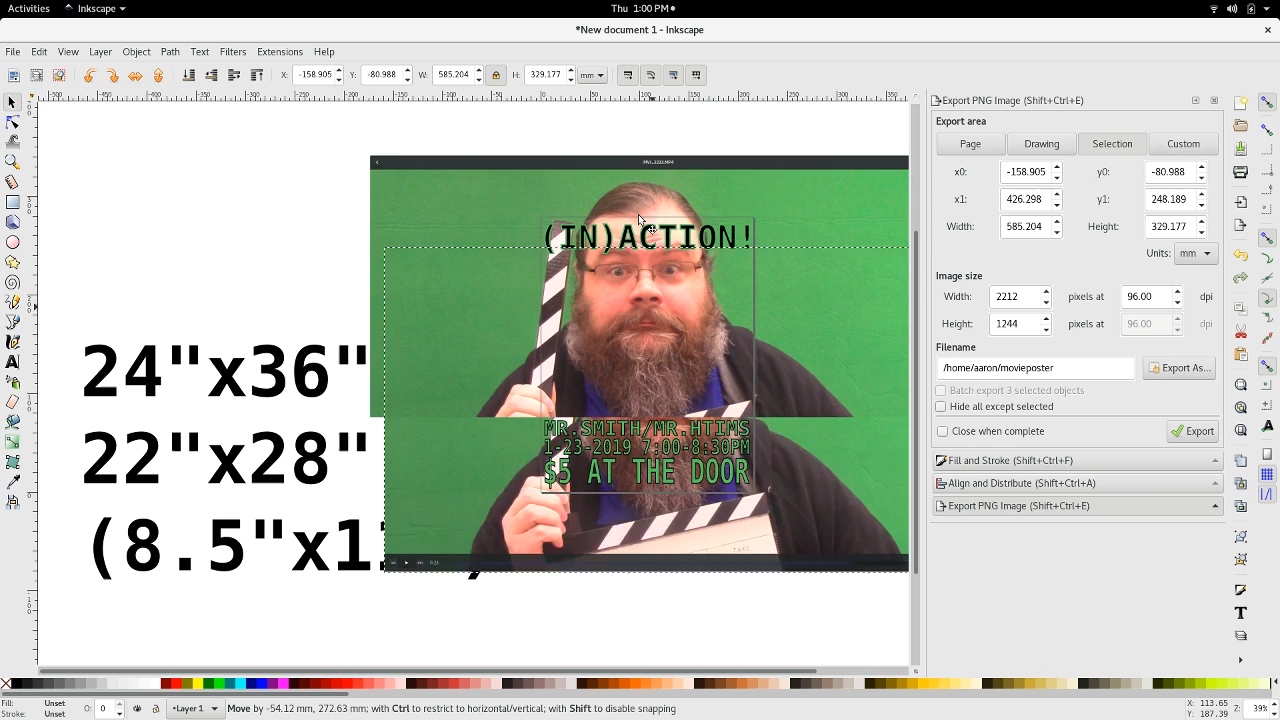 Activities Inkscape Thu 1:00 PM
*New document 1 - Inkscape
File Edit View Layer Object Path Text Filters Extensions Help
X: -158.905 Y: -80.988 W: 585.204 H: 329.177 mm
Export PNG Image (Shift+Ctrl+E)
Export area
Page Drawing Selection Custom
x0: -158.905 y0: -80.988
x1: 426.298 y1: 248.189
Width: 585.204 Height: 329.177
Units: mm
Image size
Width: 2212 pixels at 96.00 dpi
Height: 1244 pixels at 96.00 dpi
Filename
/home/aaron/movieposter Export As...
Batch export 3 selected objects
Hide all except selected
Close when complete Export
Fill and Stroke (Shift+Ctrl+F)
Align and Distribute (Shift+Ctrl+A)
Export PNG Image (Shift+Ctrl+E)
(IN)ACTION!
24"x36"
22"x28"
(8.5"x1
MR.SMITH/MR.HTIMS
1-23-2019 7:00-8:30PM
$5 AT THE DOOR
TAKE
0:23
Fill: Unset
Stroke: Unset
O: 0
Layer 1
Move by -54.12 mm, 272.63 mm; with Ctrl to restrict to horizontal/vertical; with Shift to disable snapping
X: 113.65
Y: 187.39
Z: 39%